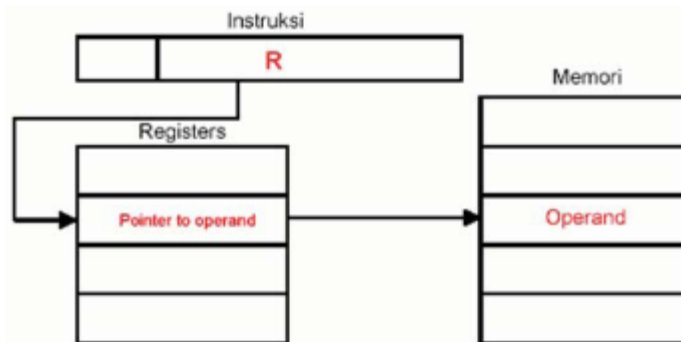 Instruksi
R
Memori
Registers
Pointer to operand
Operand